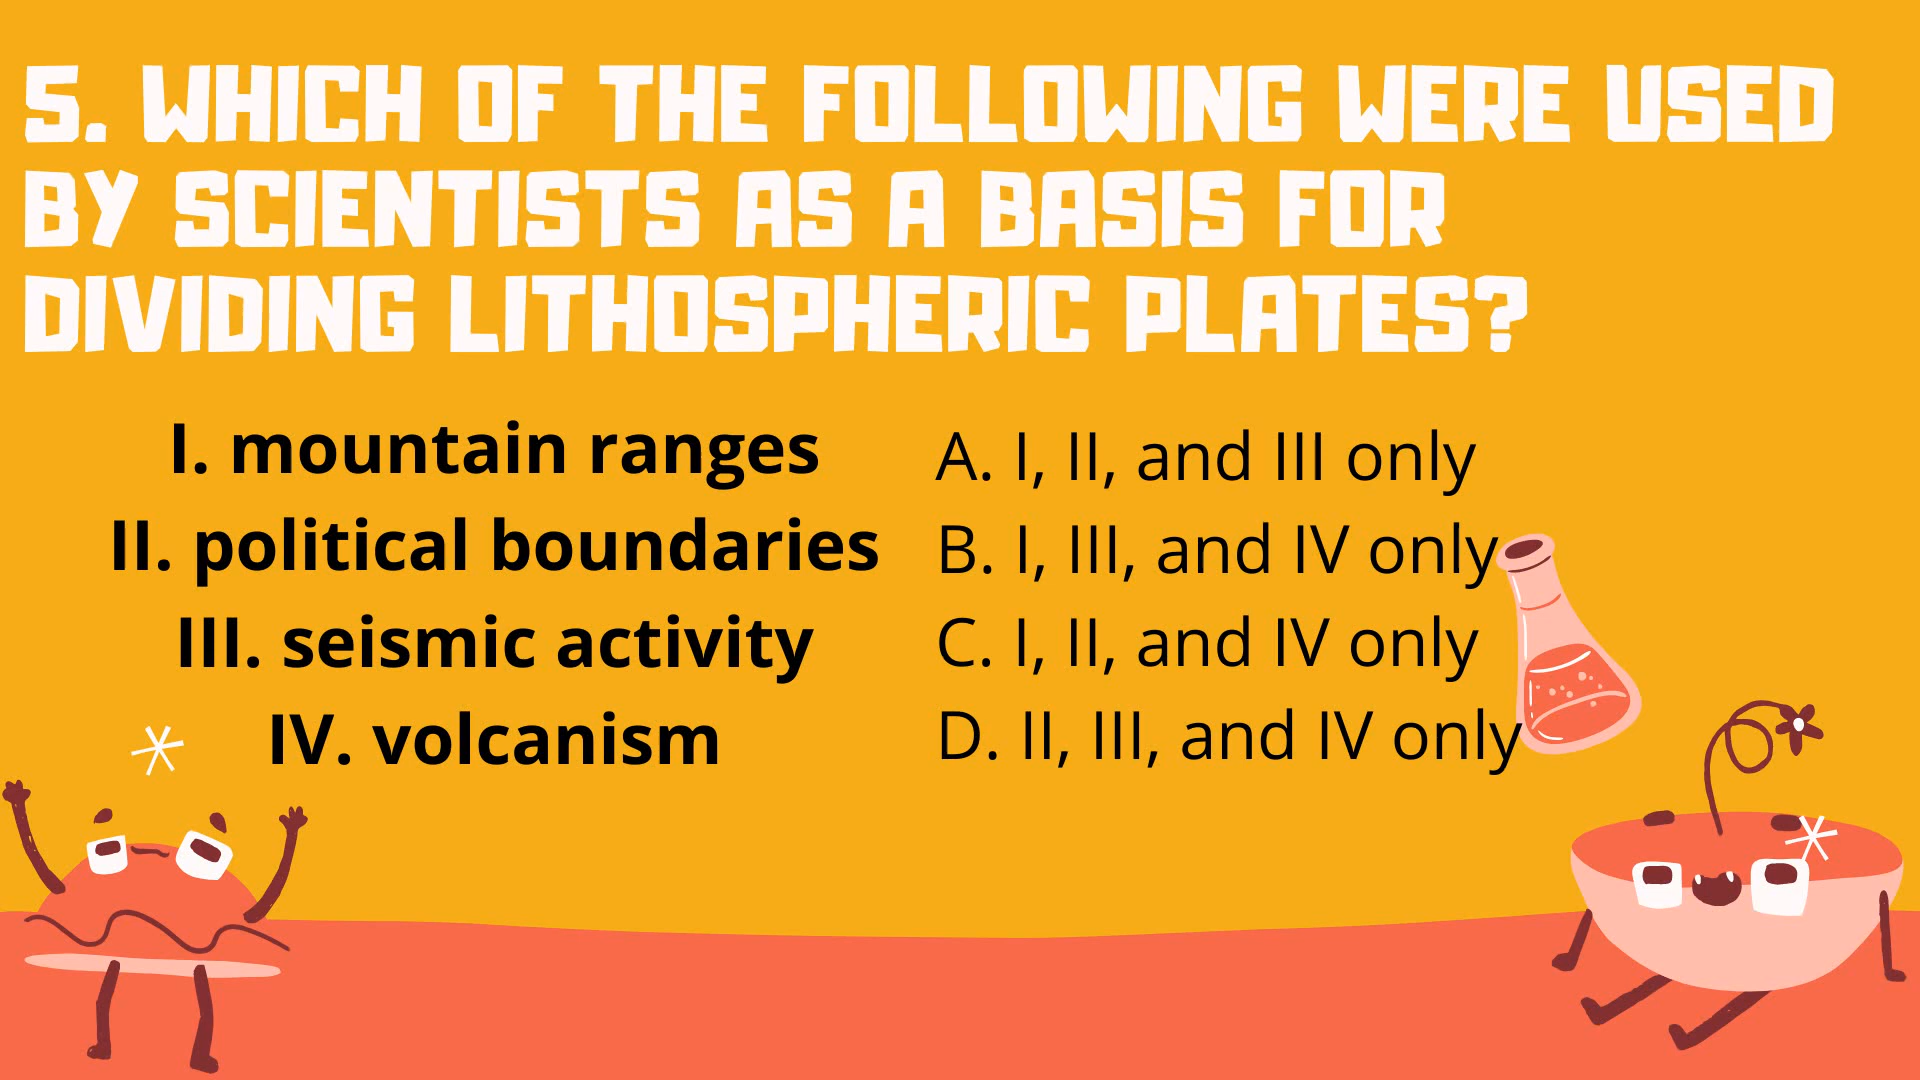 5. WHICH OF THE FOLLOWING WERE USED
BY SCIENTISTS AS A BASIS FOR
DIVIDING LITHOSPHERIC PLATES?
I. mountain ranges
II. political boundaries
III. seismic activity
IV. volcanism
A. I, II, and III only
B. I, III, and IV only
C. I, II, and IV only
D. II, III, and IV only